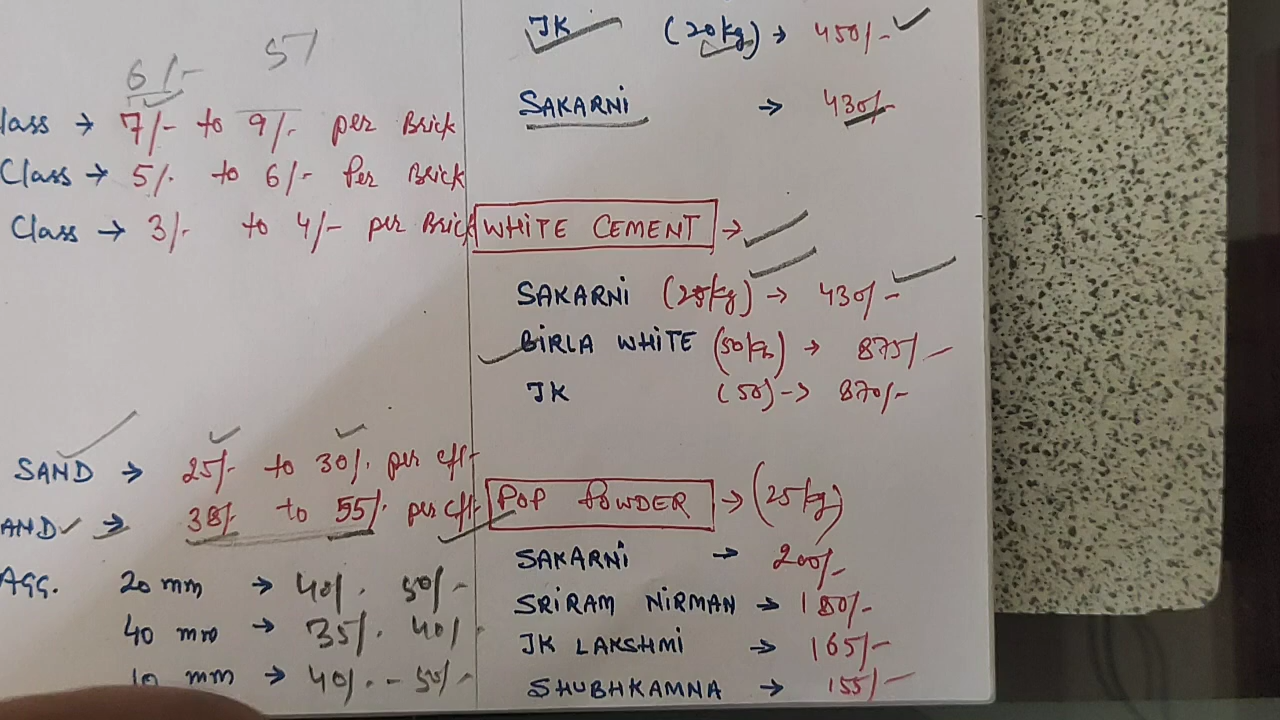 6/- 57
lass → 7/- to 9/- per Brick
Class → 5/- to 6/- Per Brick
Class → 3/- to 4/- per Brick
SAND → 25/- to 30/- per cft
AND → 38/- to 55/- per cft
AGG. 20 mm → 40/- 50/-
40 mm → 35/- 40/-
10 mm → 40/- - 50/-
JK (20kg) → 450/-
SAKARNI → 430/-
WHITE CEMENT →
SAKARNI (25kg) → 430/-
BIRLA WHITE (50kg) → 875/-
JK (50) → 870/-
POP POWDER → (25kg)
SAKARNI → 200/-
SRIRAM NIRMAN → 180/-
JK LAKSHMI → 165/-
SHUBHKAMNA → 155/-